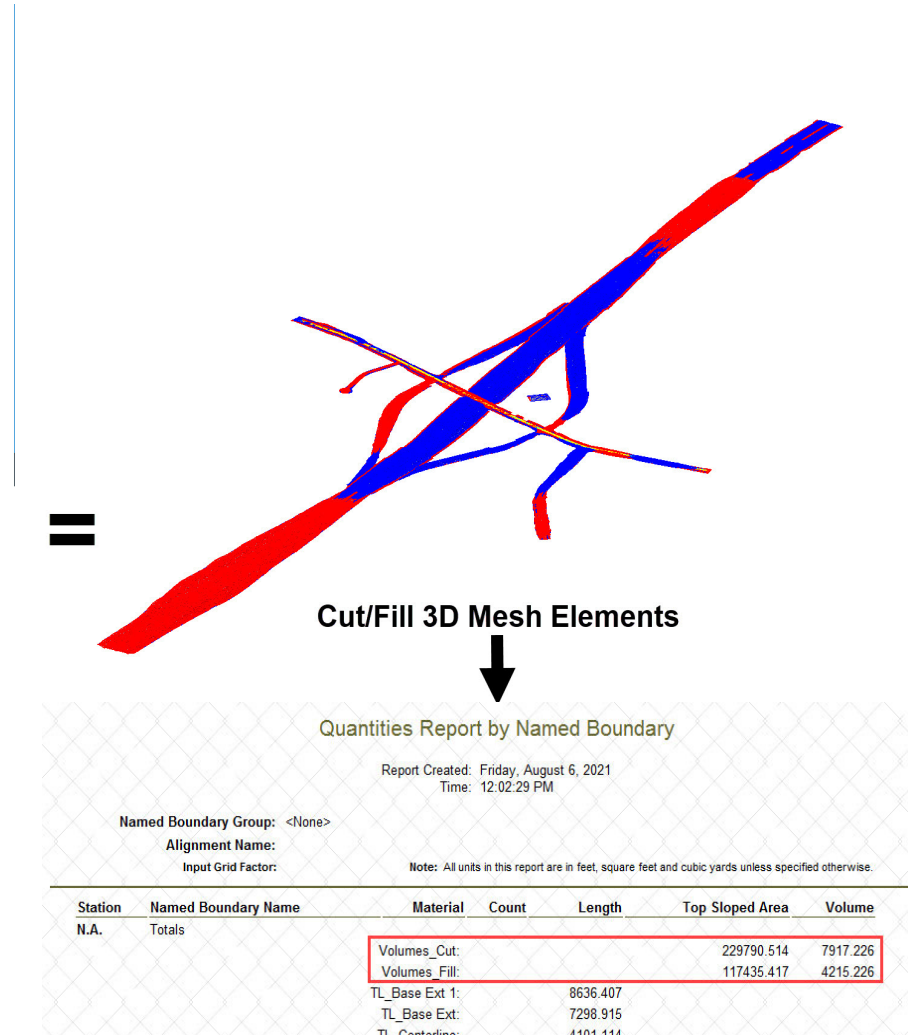 =
Cut/Fill 3D Mesh Elements
Quantities Report by Named Boundary
Report Created: Friday, August 6, 2021
Time: 12:02:29 PM
Named Boundary Group: <None>
Alignment Name:
Input Grid Factor: Note: All units in this report are in feet, square feet and cubic yards unless specified otherwise.
Station Named Boundary Name Material Count Length Top Sloped Area Volume
N.A. Totals
Volumes_Cut: 229790.514 7917.226
Volumes_Fill: 117435.417 4215.226
TL_Base Ext 1: 8636.407
TL_Base Ext: 7298.915
TL_Centerline: 4101.114